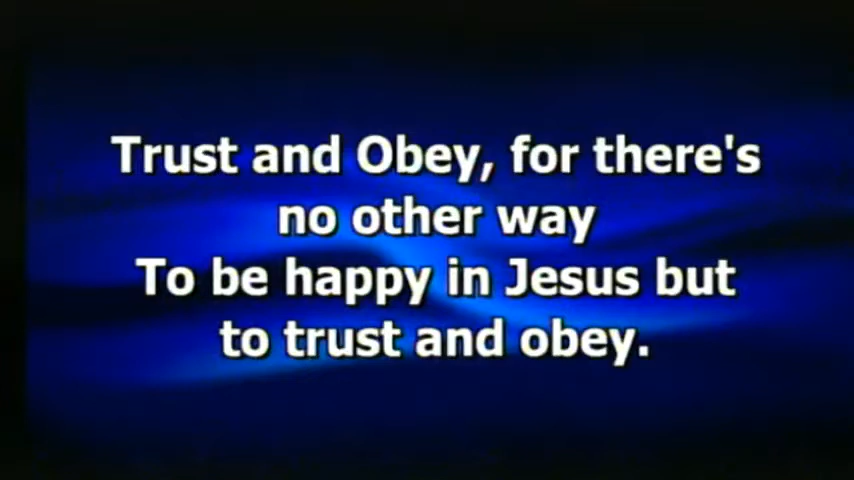 Trust and Obey, for there's
no other way
To be happy in Jesus but
to trust and obey.